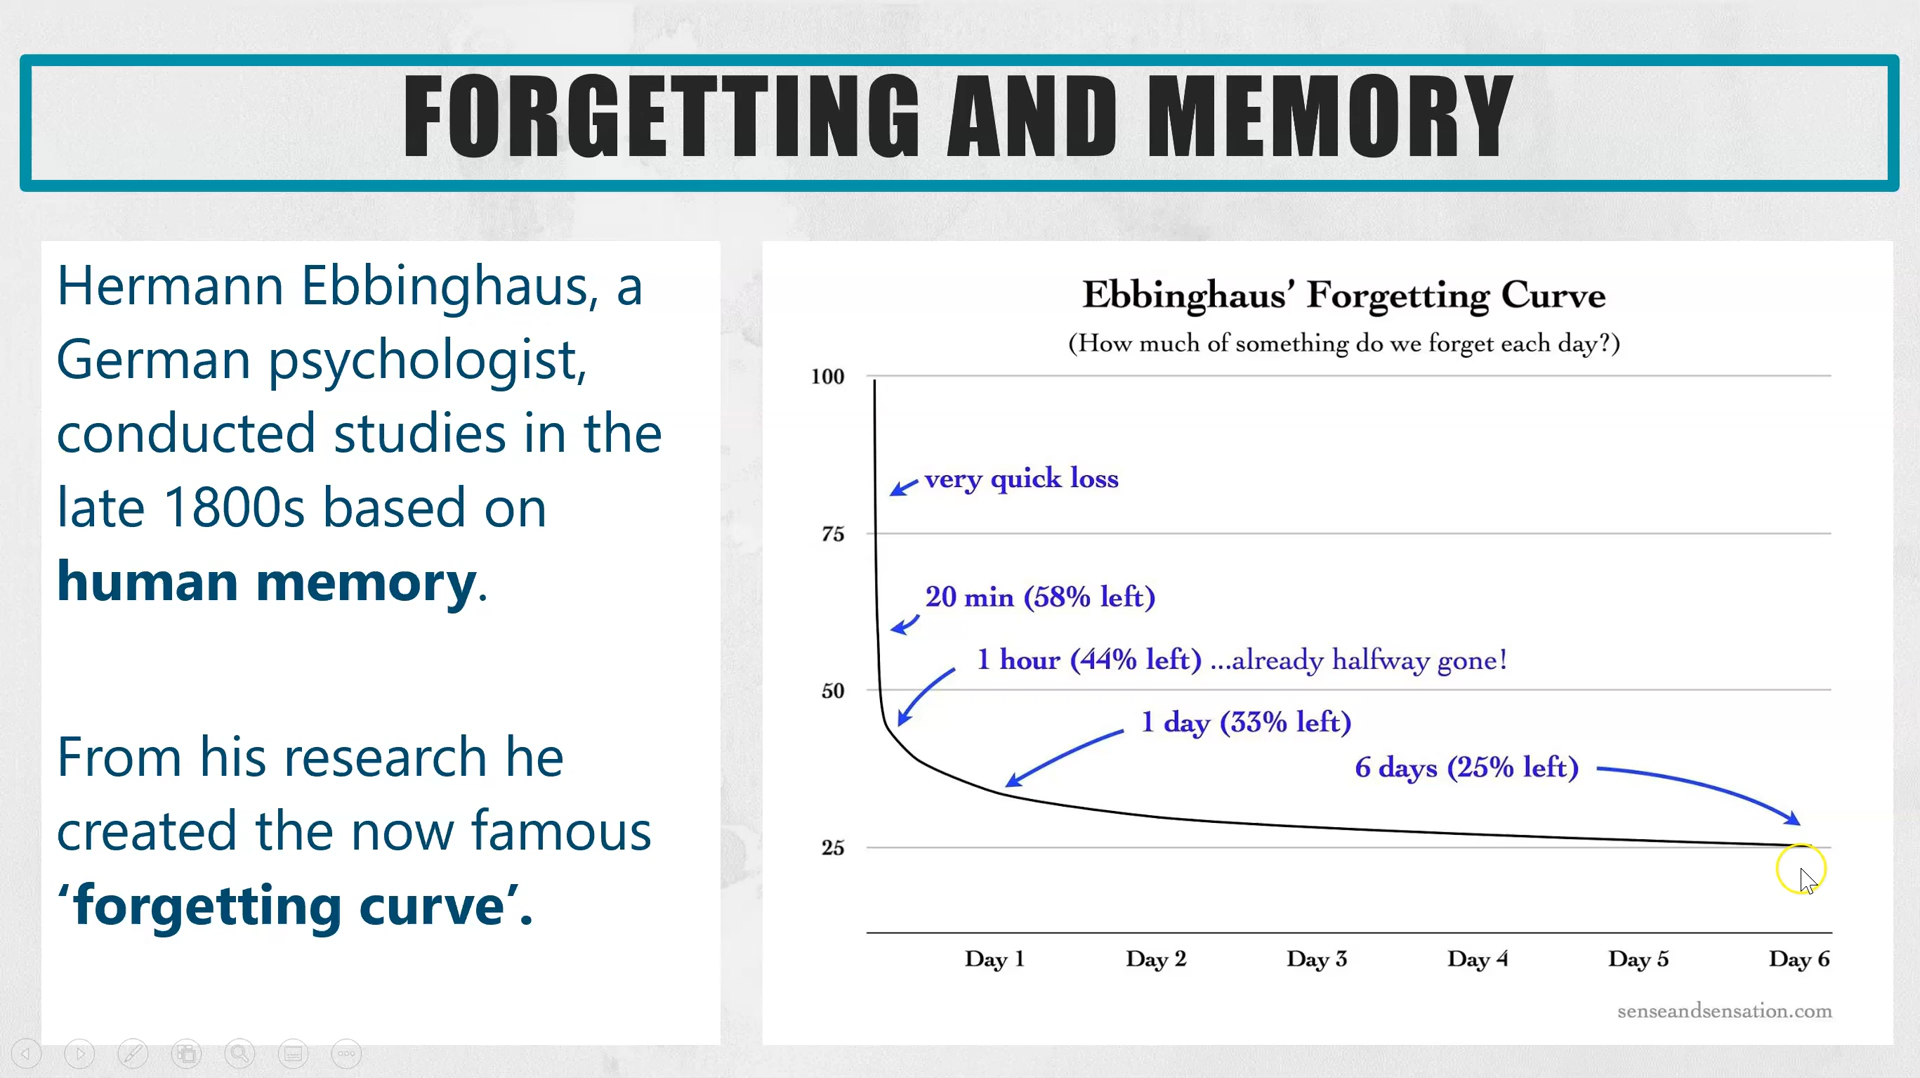 FORGETTING AND MEMORY
Hermann Ebbinghaus, a
German psychologist,
conducted studies in the
late 1800s based on
human memory.
From his research he
created the now famous
‘forgetting curve’.
Ebbinghaus’ Forgetting Curve
(How much of something do we forget each day?)
100
very quick loss
75
20 min (58% left)
1 hour (44% left) ...already halfway gone!
50
1 day (33% left)
6 days (25% left)
25
Day 1 Day 2 Day 3 Day 4 Day 5 Day 6
senseandsensation.com